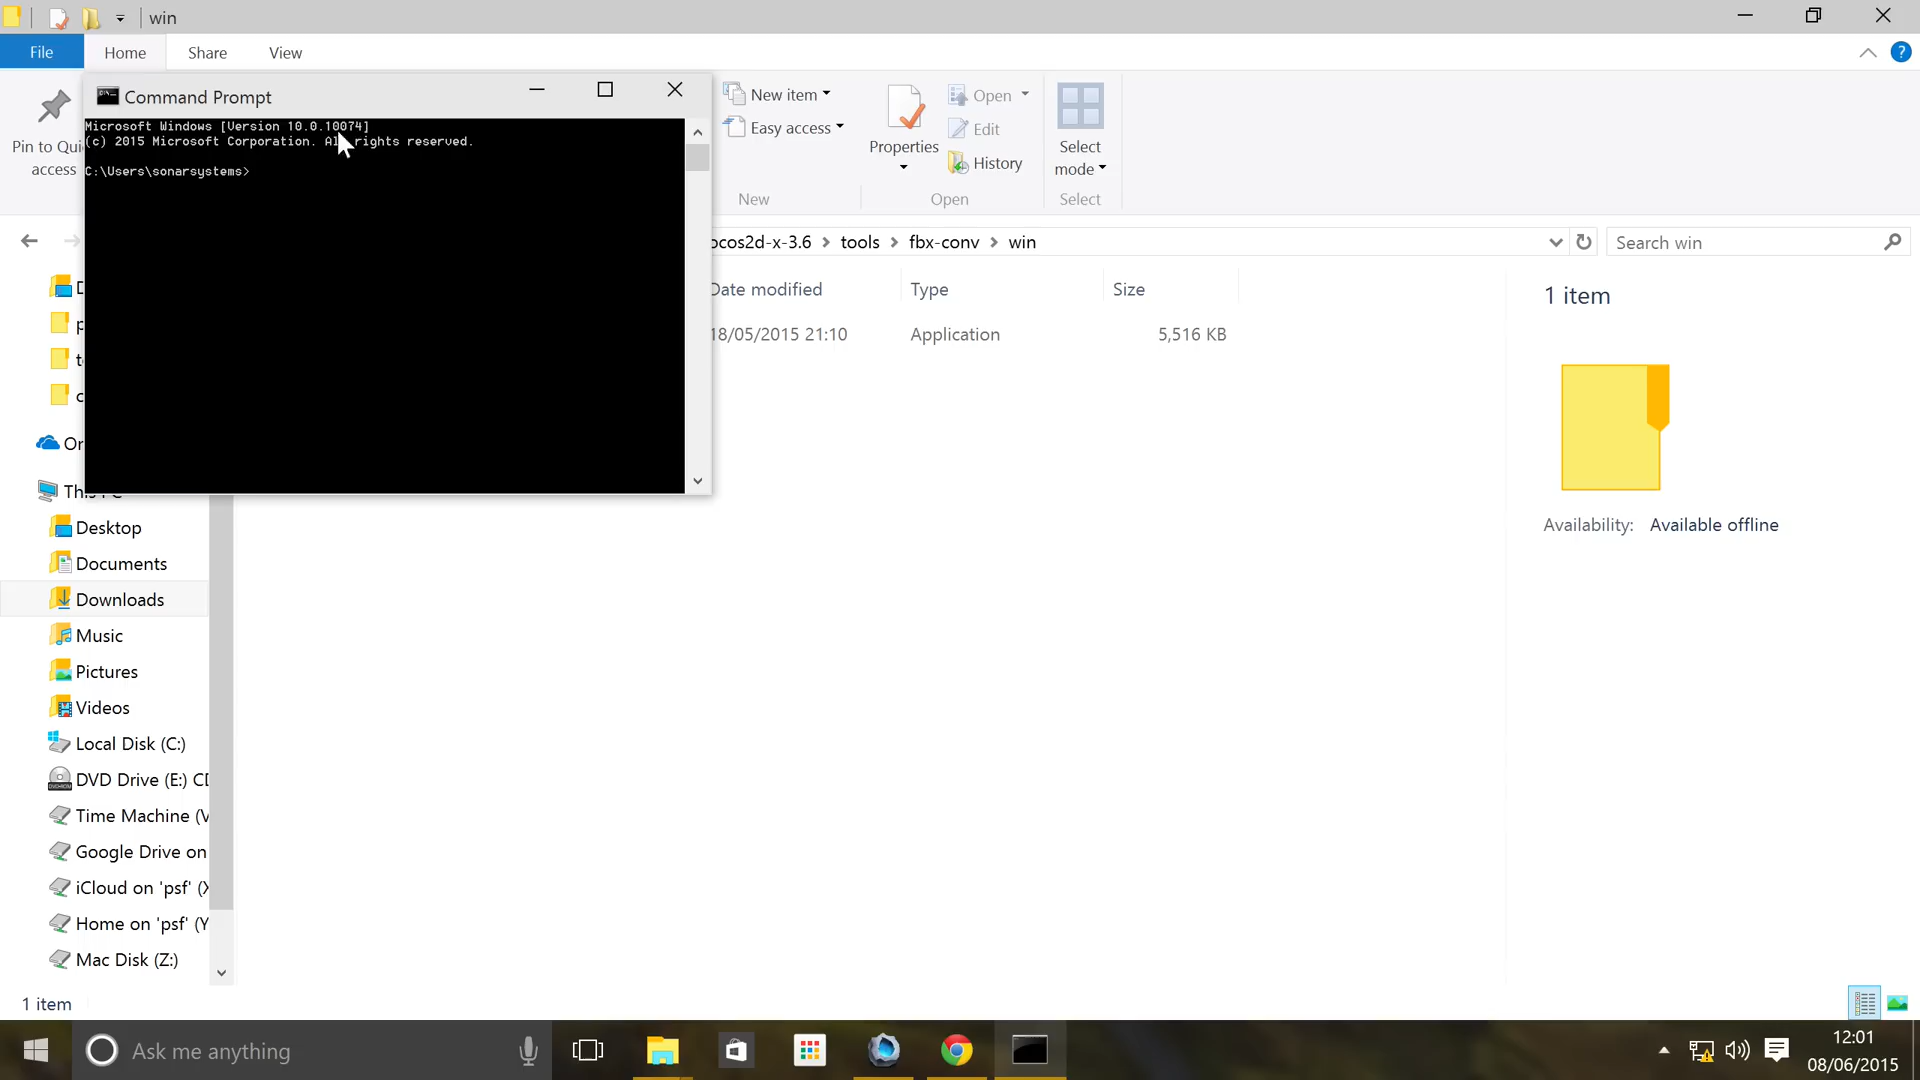 win
File
Home
Share
View
Pin to Qui
access
Command Prompt
Microsoft Windows [Version 10.0.10074]
(c) 2015 Microsoft Corporation. All rights reserved.
C:\Users\sonarsystems>
New item
Easy access
New
Properties
Open
Edit
History
Open
Select
mode
Select
ocos2d-x-3.6 > tools > fbx-conv > win
Search win
Date modified
Type
Size
18/05/2015 21:10
Application
5,516 KB
1 item
Availability: Available offline
D
p
t
c
Or
This PC
Desktop
Documents
Downloads
Music
Pictures
Videos
Local Disk (C:)
DVD Drive (E:) CD
Time Machine (V
Google Drive on
iCloud on 'psf' (X
Home on 'psf' (Y
Mac Disk (Z:)
1 item
Ask me anything
12:01
08/06/2015